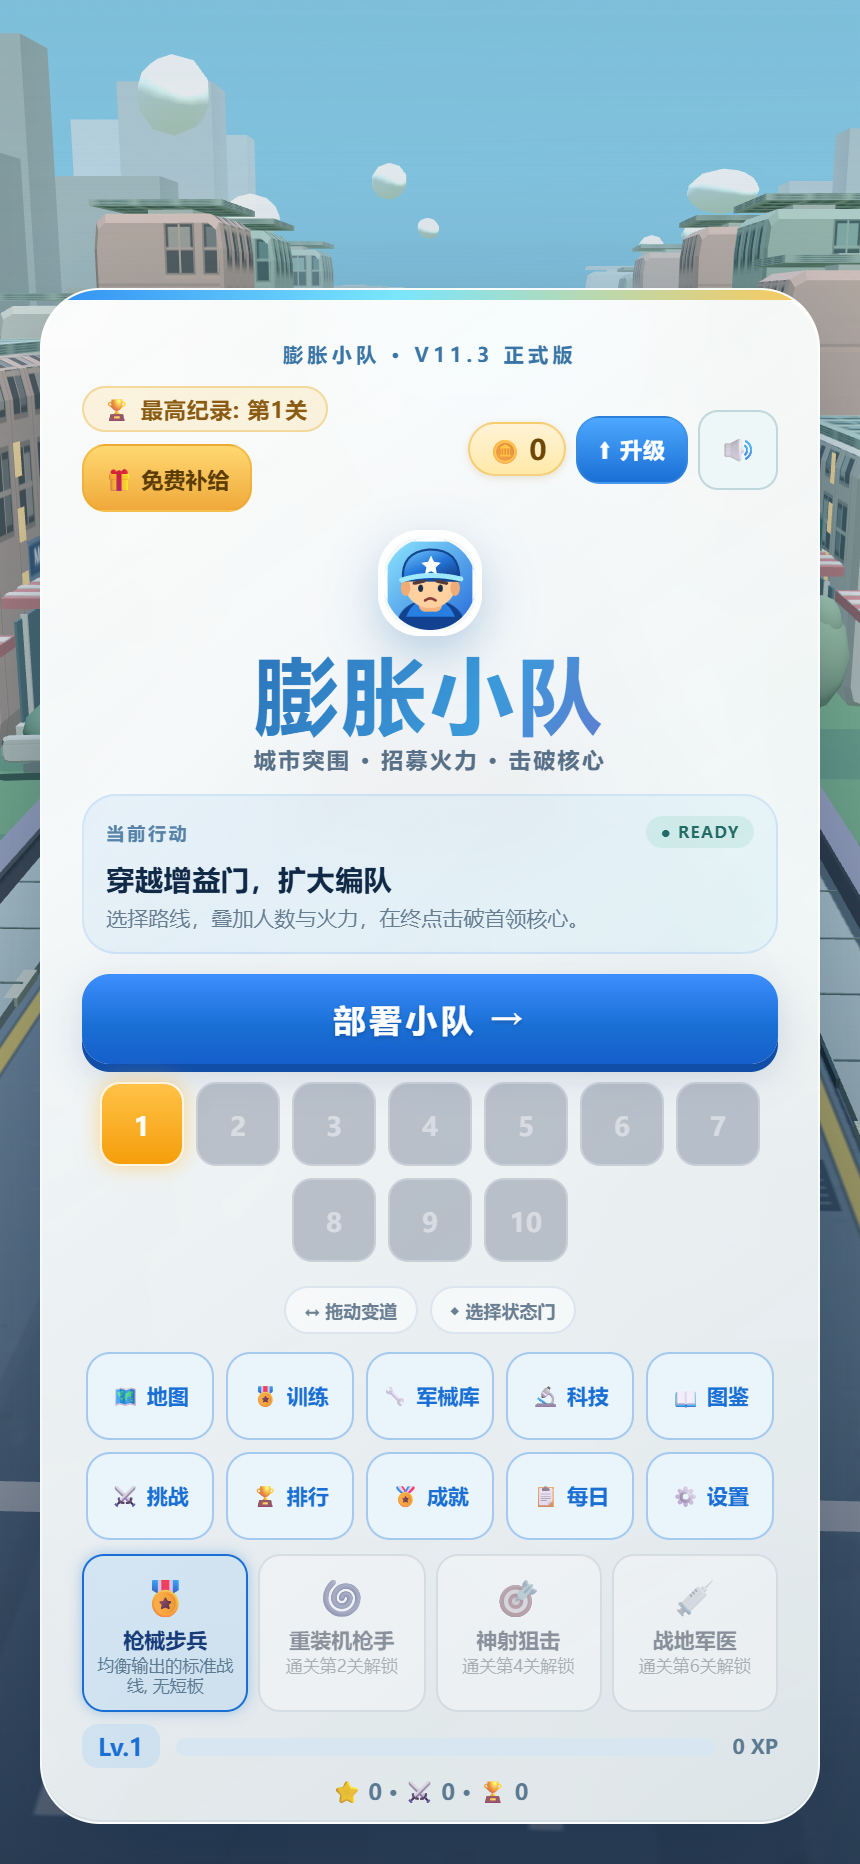 膨胀小队 • V11.3 正式版
最高纪录: 第1关
免费补给
0
升级
膨胀小队
城市突围 • 招募火力 • 击破核心
当前行动
READY
穿越增益门，扩大编队
选择路线，叠加人数与火力，在终点击破首领核心。
部署小队 →
1 2 3 4 5 6 7
8 9 10
拖动变道 选择状态门
地图 训练 军械库 科技 图鉴
挑战 排行 成就 每日 设置
枪械步兵 重装机枪手 神射狙击 战地军医
均衡输出的标准战 通关第2关解锁 通关第4关解锁 通关第6关解锁
线, 无短板
Lv.1 0 XP
0 • 0 • 0